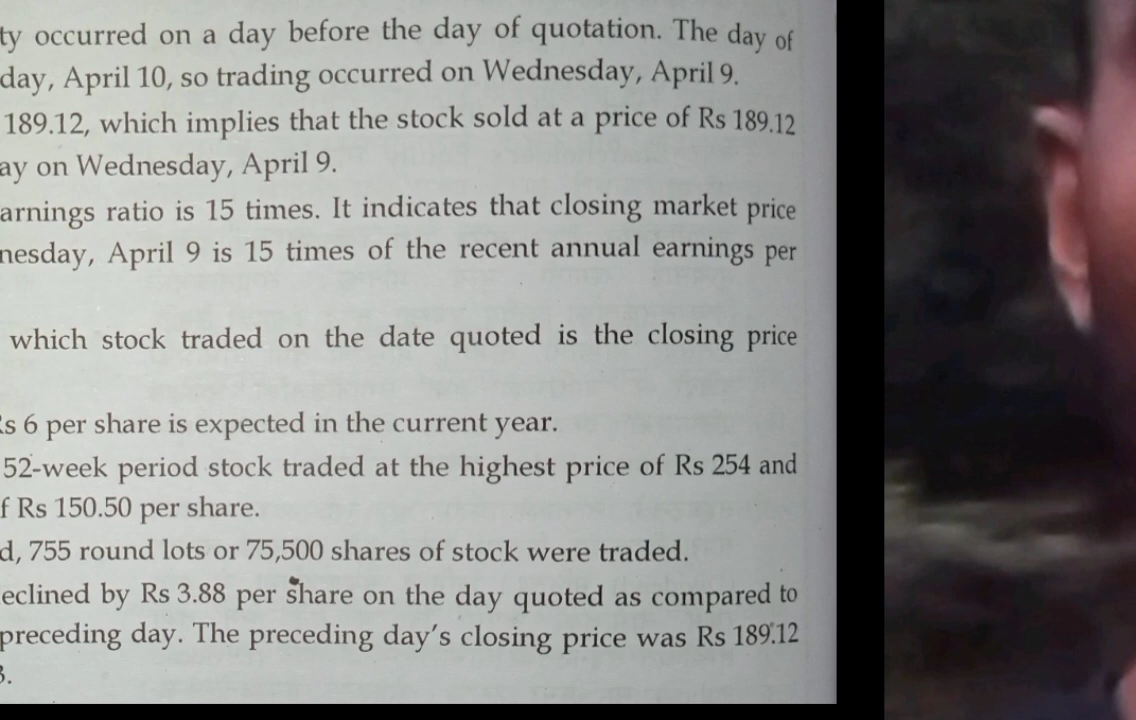 ty occurred on a day before the day of quotation. The day of
day, April 10, so trading occurred on Wednesday, April 9.
189.12, which implies that the stock sold at a price of Rs 189.12
ay on Wednesday, April 9.
arnings ratio is 15 times. It indicates that closing market price
nesday, April 9 is 15 times of the recent annual earnings per
which stock traded on the date quoted is the closing price
s 6 per share is expected in the current year.
52-week period stock traded at the highest price of Rs 254 and
f Rs 150.50 per share.
d, 755 round lots or 75,500 shares of stock were traded.
eclined by Rs 3.88 per share on the day quoted as compared to
preceding day. The preceding day's closing price was Rs 189.12